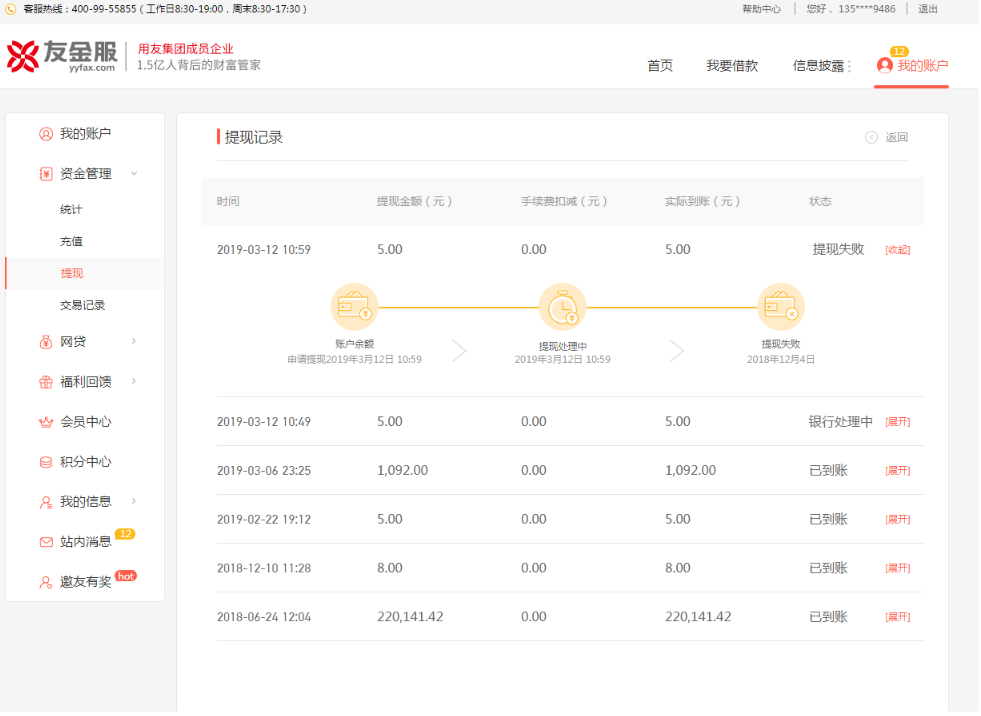 客服热线：400-99-55855（工作日8:30-19:00，周末8:30-17:30）
帮助中心 您好，135****9486 退出
友金服 用友集团成员企业
yyfax.com 1.5亿人背后的财富管家
首页 我要借款 信息披露 我的账户 12
我的账户
资金管理
统计
充值
提现
交易记录
网贷
福利回馈
会员中心
积分中心
我的信息
站内消息 12
邀友有奖 hot
提现记录 返回
时间 提现金额（元） 手续费扣减（元） 实际到账（元） 状态
2019-03-12 10:59 5.00 0.00 5.00 提现失败 [收起]
账户余额 提现处理中 提现失败
申请提现2019年3月12日 10:59 2019年3月12日 10:59 2018年12月4日
2019-03-12 10:49 5.00 0.00 5.00 银行处理中 [展开]
2019-03-06 23:25 1,092.00 0.00 1,092.00 已到账 [展开]
2019-02-22 19:12 5.00 0.00 5.00 已到账 [展开]
2018-12-10 11:28 8.00 0.00 8.00 已到账 [展开]
2018-06-24 12:04 220,141.42 0.00 220,141.42 已到账 [展开]